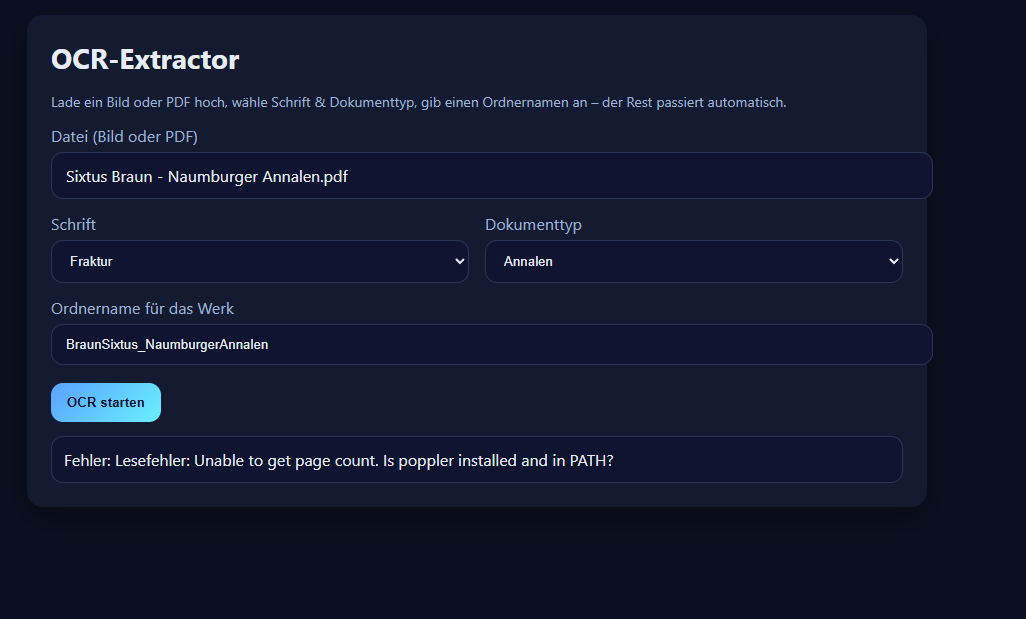 OCR-Extractor
Lade ein Bild oder PDF hoch, wähle Schrift & Dokumenttyp, gib einen Ordnernamen an – der Rest passiert automatisch.
Datei (Bild oder PDF)
Sixtus Braun - Naumburger Annalen.pdf
Schrift
Dokumenttyp
Fraktur
Annalen
Ordnername für das Werk
BraunSixtus_NaumburgerAnnalen
OCR starten
Fehler: Lesefehler: Unable to get page count. Is poppler installed and in PATH?